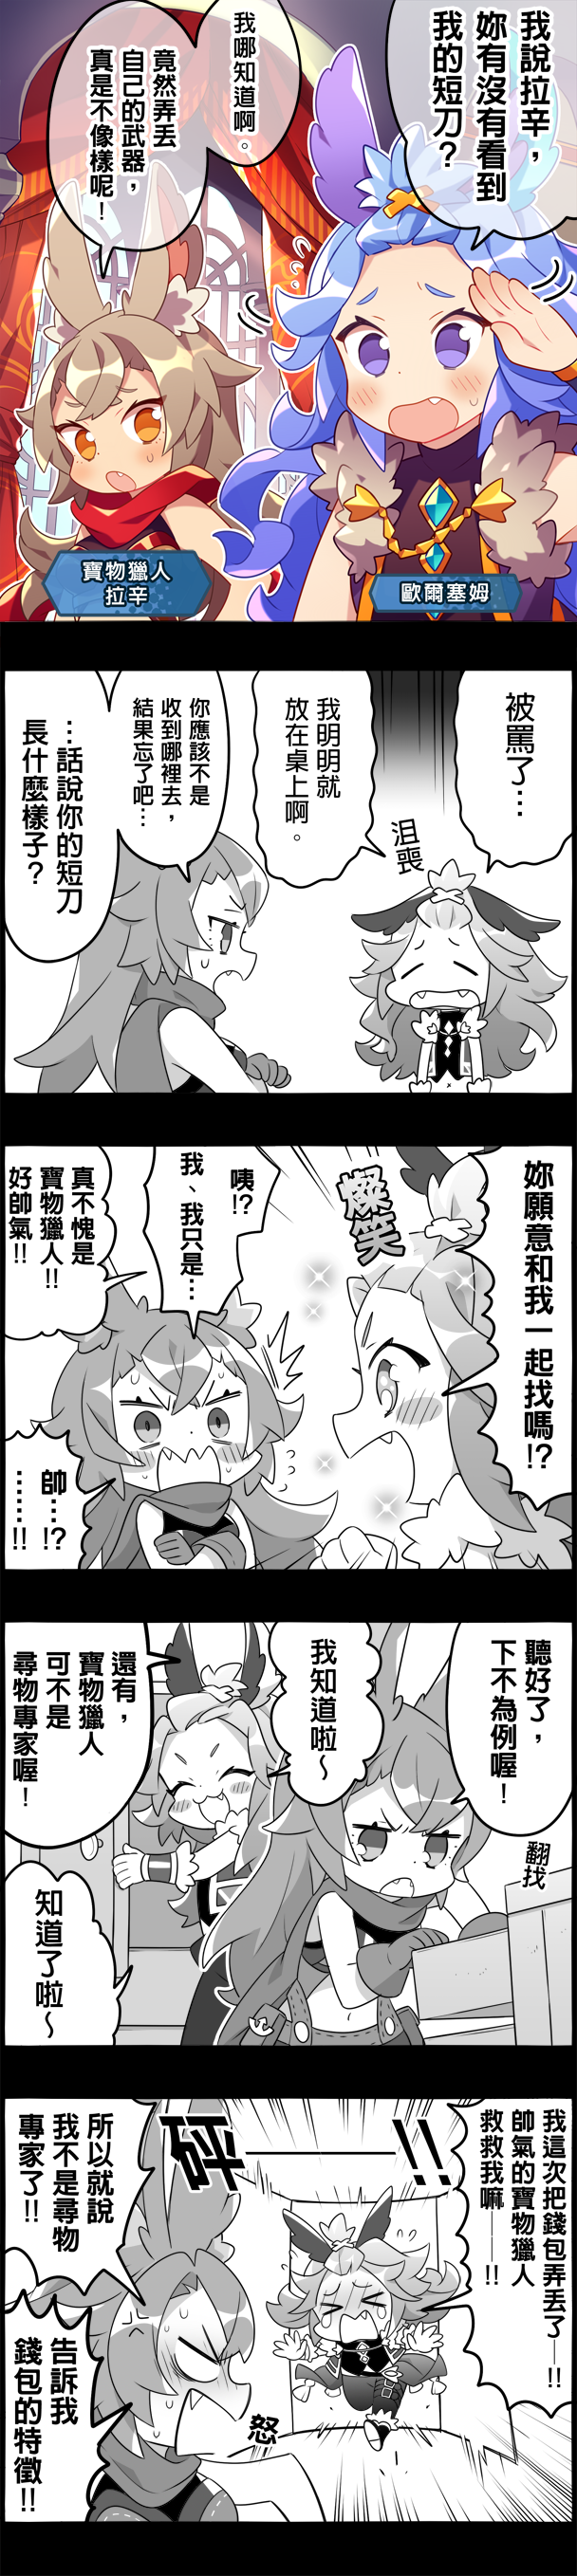 我說拉辛，
妳有沒有看到
我的短刀？
我哪知道啊。
竟然弄丟
自己的武器，
真是不像樣呢！
寶物獵人
拉辛
歐爾塞姆
被罵了…
沮喪
我明明就
放在桌上啊。
你應該不是
收到哪裡去，
結果忘了吧…
…話說你的短刀
長什麼樣子？
妳願意和我一起找嗎!?
燦笑
咦!?
我、我只是…
真不愧是
寶物獵人!!
好帥氣!!
帥…!?
……!!
聽好了，
下不為例喔！
翻找
我知道啦～
還有，
寶物獵人
可不是
尋物專家喔！
知道了啦～
我這次把錢包弄丟了—!!
帥氣的寶物獵人
救救我嘛——!!
砰————!!
所以就說
我不是尋物
專家了!!
怒
告訴我
錢包的特徵!!